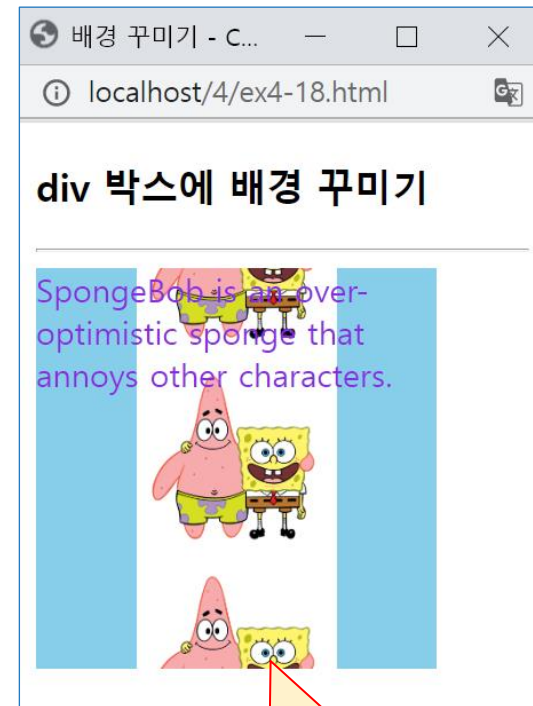 배경 꾸미기 - C...
localhost/4/ex4-18.html
div 박스에 배경 꾸미기
SpongeBob is an over-
optimistic sponge that
annoys other characters.